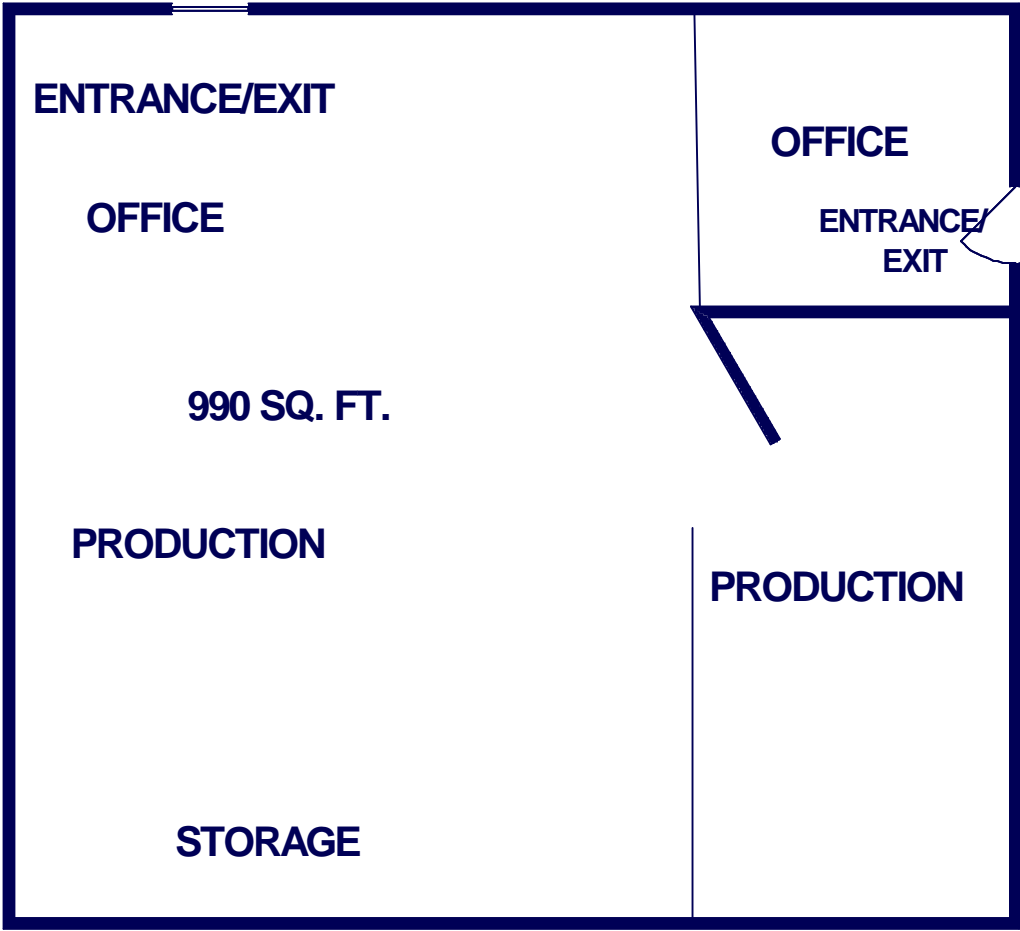 ENTRANCE/EXIT
OFFICE
OFFICE
ENTRANCE/
EXIT
990 SQ. FT.
PRODUCTION
PRODUCTION
STORAGE